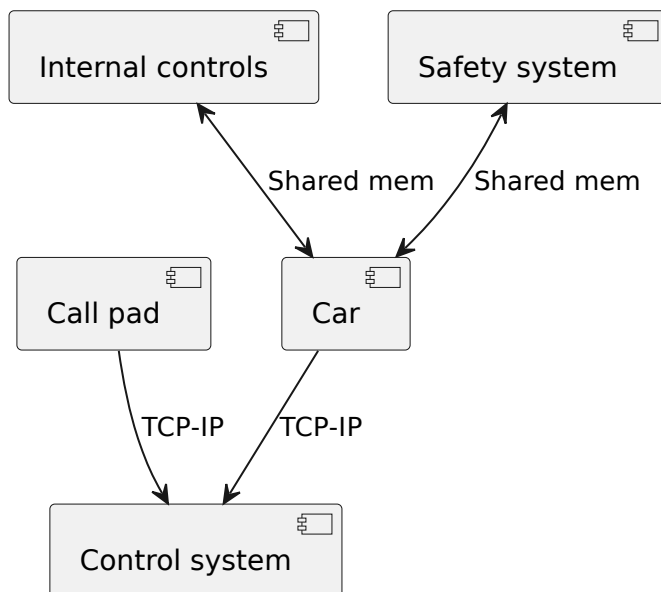 Internal controls
Safety system
Shared mem
Shared mem
Call pad
Car
TCP-IP
TCP-IP
Control system